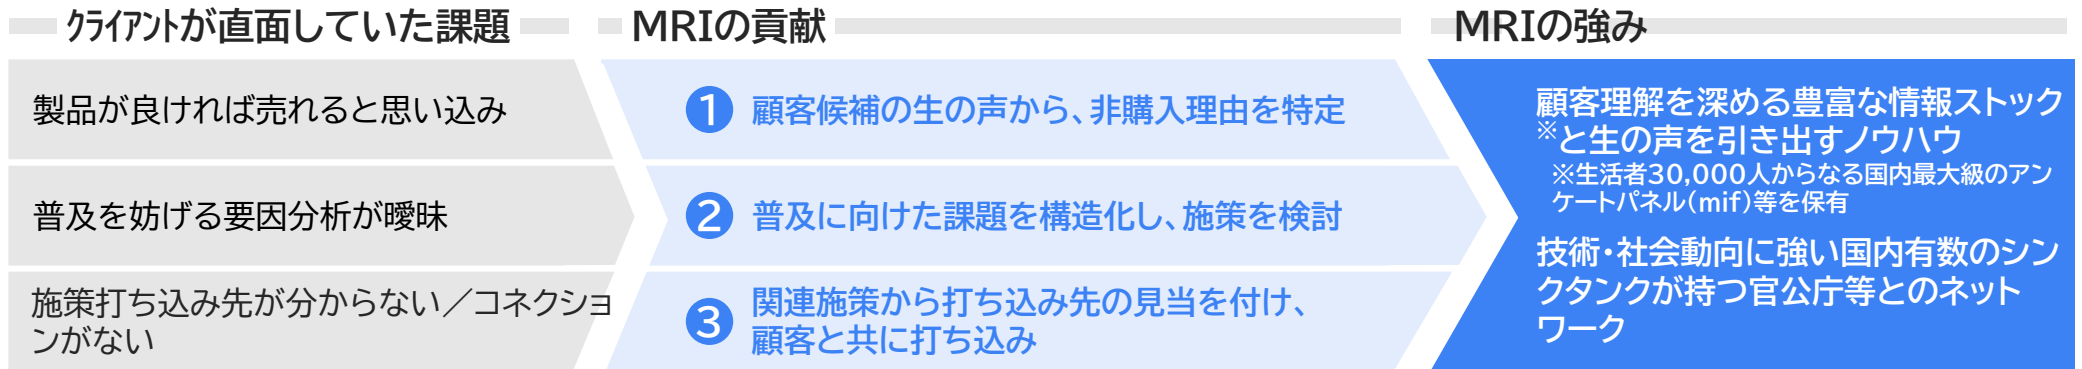 クライアントが直面していた課題
MRIの貢献
MRIの強み
製品が良ければ売れると思い込み
❶ 顧客候補の生の声から、非購入理由を特定
普及を妨げる要因分析が曖昧
❷ 普及に向けた課題を構造化し、施策を検討
施策打ち込み先が分からない／コネクショ
ンがない
❸ 関連施策から打ち込み先の見当を付け、
顧客と共に打ち込み
顧客理解を深める豊富な情報ストック
※と生の声を引き出すノウハウ
※生活者30,000人からなる国内最大級のアン
ケートパネル（mif）等を保有
技術・社会動向に強い国内有数のシン
クタンクが持つ官公庁等とのネット
ワーク